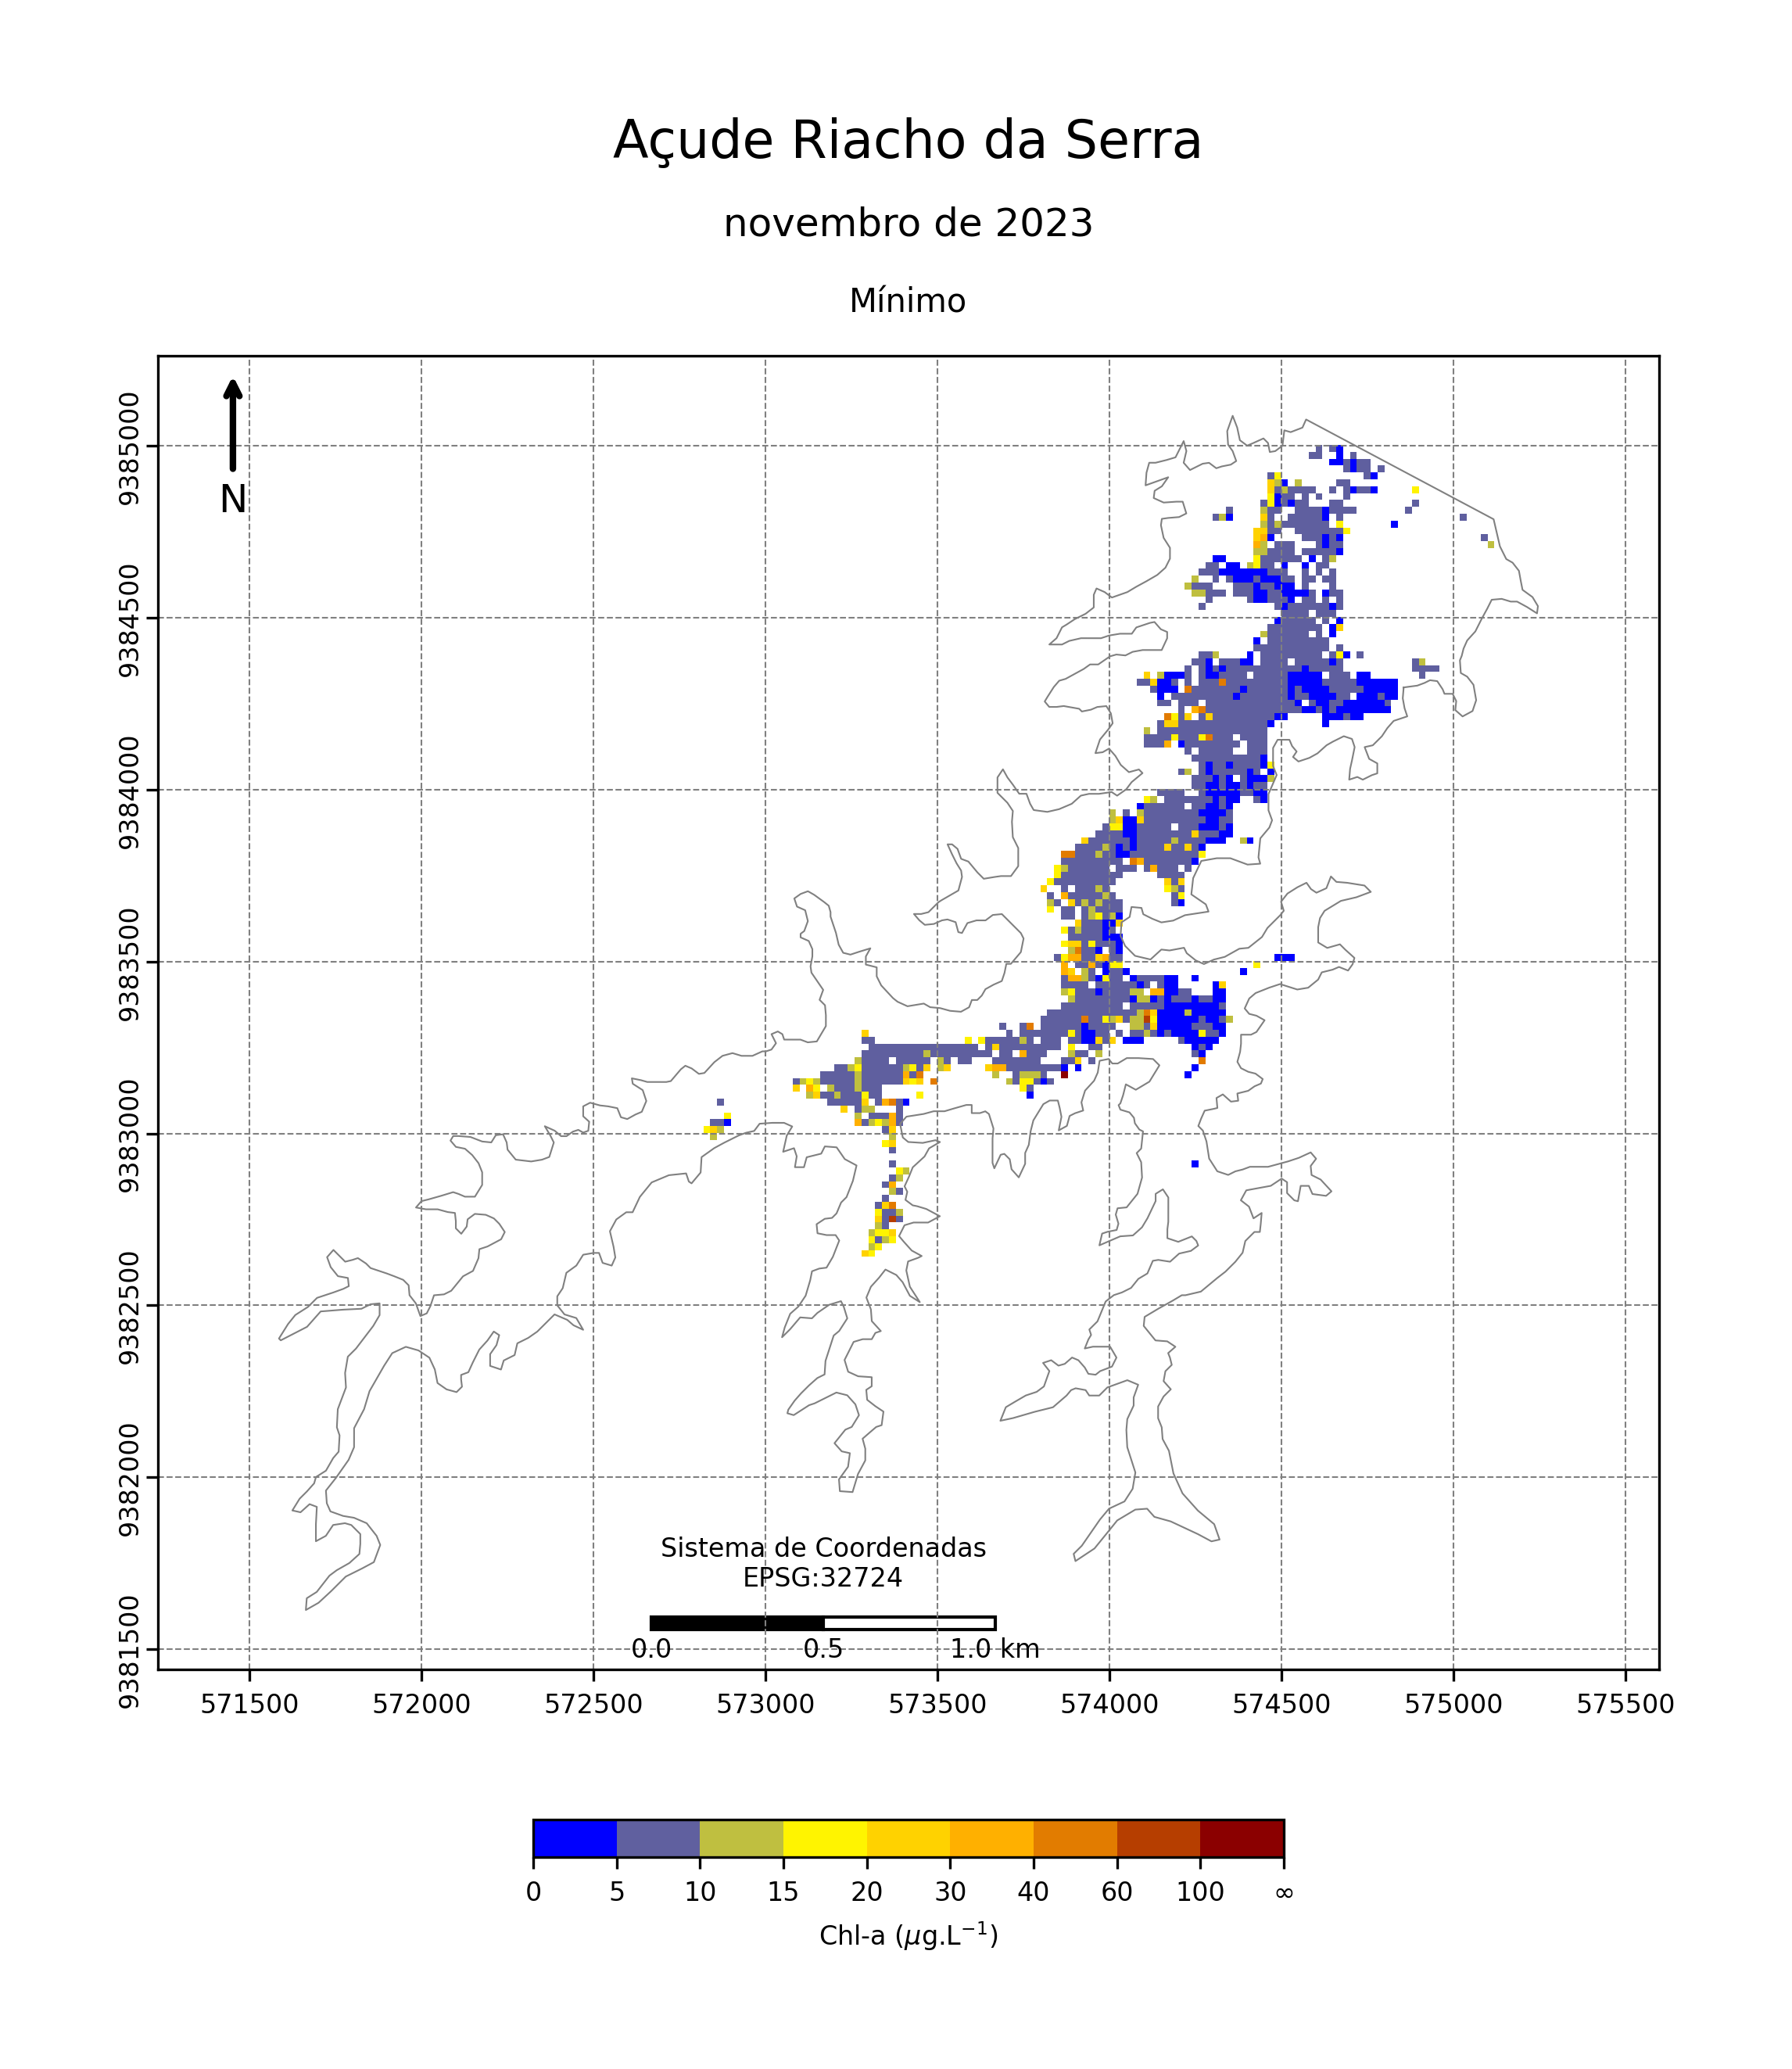 Açude Riacho da Serra
novembro de 2023
Mínimo
N
9385000
9384500
9384000
9383500
9383000
9382500
9382000
9381500
Sistema de Coordenadas
EPSG:32724
0.0 0.5 1.0 km
571500 572000 572500 573000 573500 574000 574500 575000 575500
0 5 10 15 20 30 40 60 100 ∞
Chl-a (μg.L⁻¹)